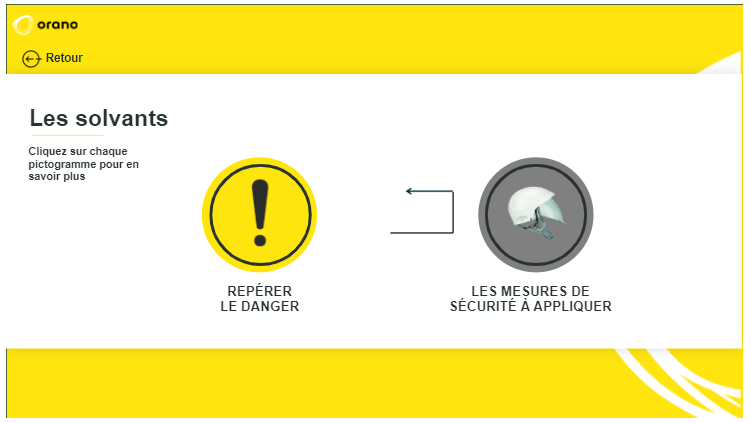 orano
Retour
Les solvants
Cliquez sur chaque
pictogramme pour en
savoir plus
REPÉRER
LE DANGER
LES MESURES DE
SÉCURITÉ À APPLIQUER